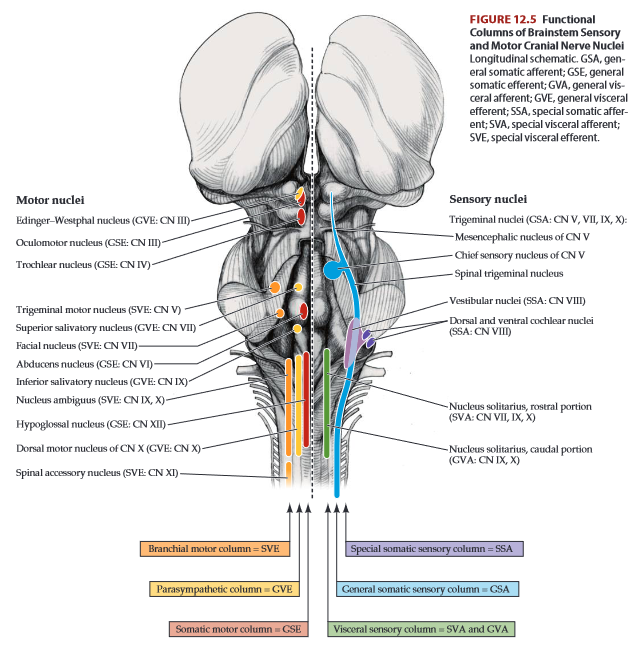 FIGURE 12.5 Functional
Columns of Brainstem Sensory
and Motor Cranial Nerve Nuclei
Longitudinal schematic. GSA, gen-
eral somatic afferent; GSE, general
somatic efferent; GVA, general vis-
ceral afferent; GVE, general visceral
efferent; SSA, special somatic affer-
ent; SVA, special visceral afferent;
SVE, special visceral efferent.
Motor nuclei
Edinger–Westphal nucleus (GVE: CN III)
Oculomotor nucleus (GSE: CN III)
Trochlear nucleus (GSE: CN IV)
Trigeminal motor nucleus (SVE: CN V)
Superior salivatory nucleus (GVE: CN VII)
Facial nucleus (SVE: CN VII)
Abducens nucleus (GSE: CN VI)
Inferior salivatory nucleus (GVE: CN IX)
Nucleus ambiguus (SVE: CN IX, X)
Hypoglossal nucleus (GSE: CN XII)
Dorsal motor nucleus of CN X (GVE: CN X)
Spinal accessory nucleus (SVE: CN XI)
Sensory nuclei
Trigeminal nuclei (GSA: CN V, VII, IX, X):
Mesencephalic nucleus of CN V
Chief sensory nucleus of CN V
Spinal trigeminal nucleus
Vestibular nuclei (SSA: CN VIII)
Dorsal and ventral cochlear nuclei
(SSA: CN VIII)
Nucleus solitarius, rostral portion
(SVA: CN VII, IX, X)
Nucleus solitarius, caudal portion
(GVA: CN IX, X)
Branchial motor column = SVE
Special somatic sensory column = SSA
Parasympathetic column = GVE
General somatic sensory column = GSA
Somatic motor column = GSE
Visceral sensory column = SVA and GVA